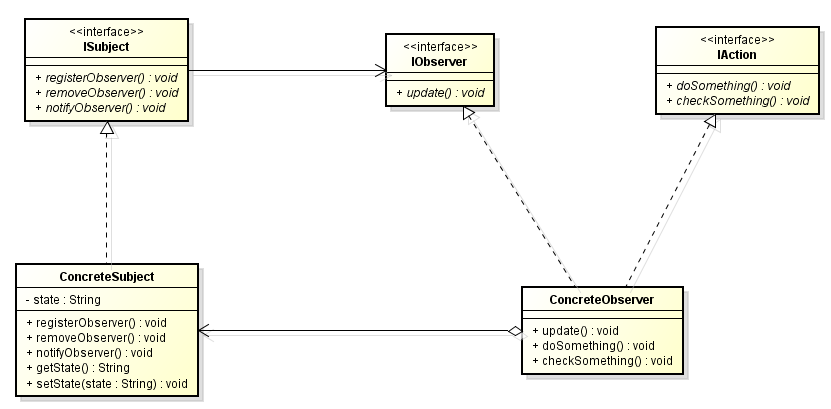 <<interface>>
ISubject
+ registerObserver() : void
+ removeObserver() : void
+ notifyObserver() : void
<<interface>>
IObserver
+ update() : void
<<interface>>
IAction
+ doSomething() : void
+ checkSomething() : void
ConcreteSubject
- state : String
+ registerObserver() : void
+ removeObserver() : void
+ notifyObserver() : void
+ getState() : String
+ setState(state : String) : void
ConcreteObserver
+ update() : void
+ doSomething() : void
+ checkSomething() : void